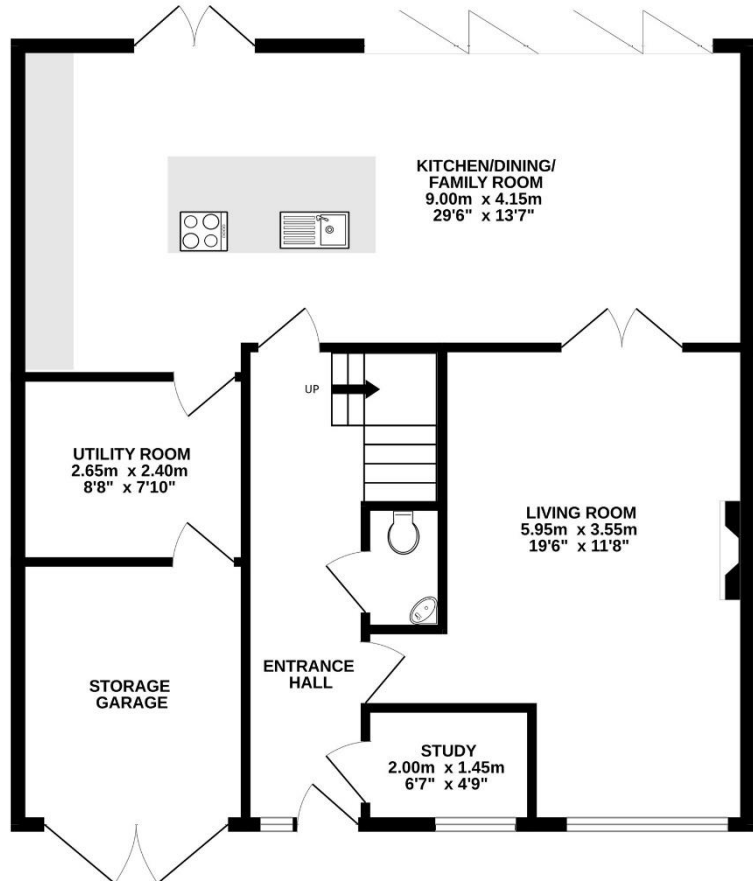 KITCHEN/DINING/
FAMILY ROOM
9.00m x 4.15m
29'6" x 13'7"
UP
UTILITY ROOM
2.65m x 2.40m
8'8" x 7'10"
LIVING ROOM
5.95m x 3.55m
19'6" x 11'8"
ENTRANCE
HALL
STORAGE
GARAGE
STUDY
2.00m x 1.45m
6'7" x 4'9"